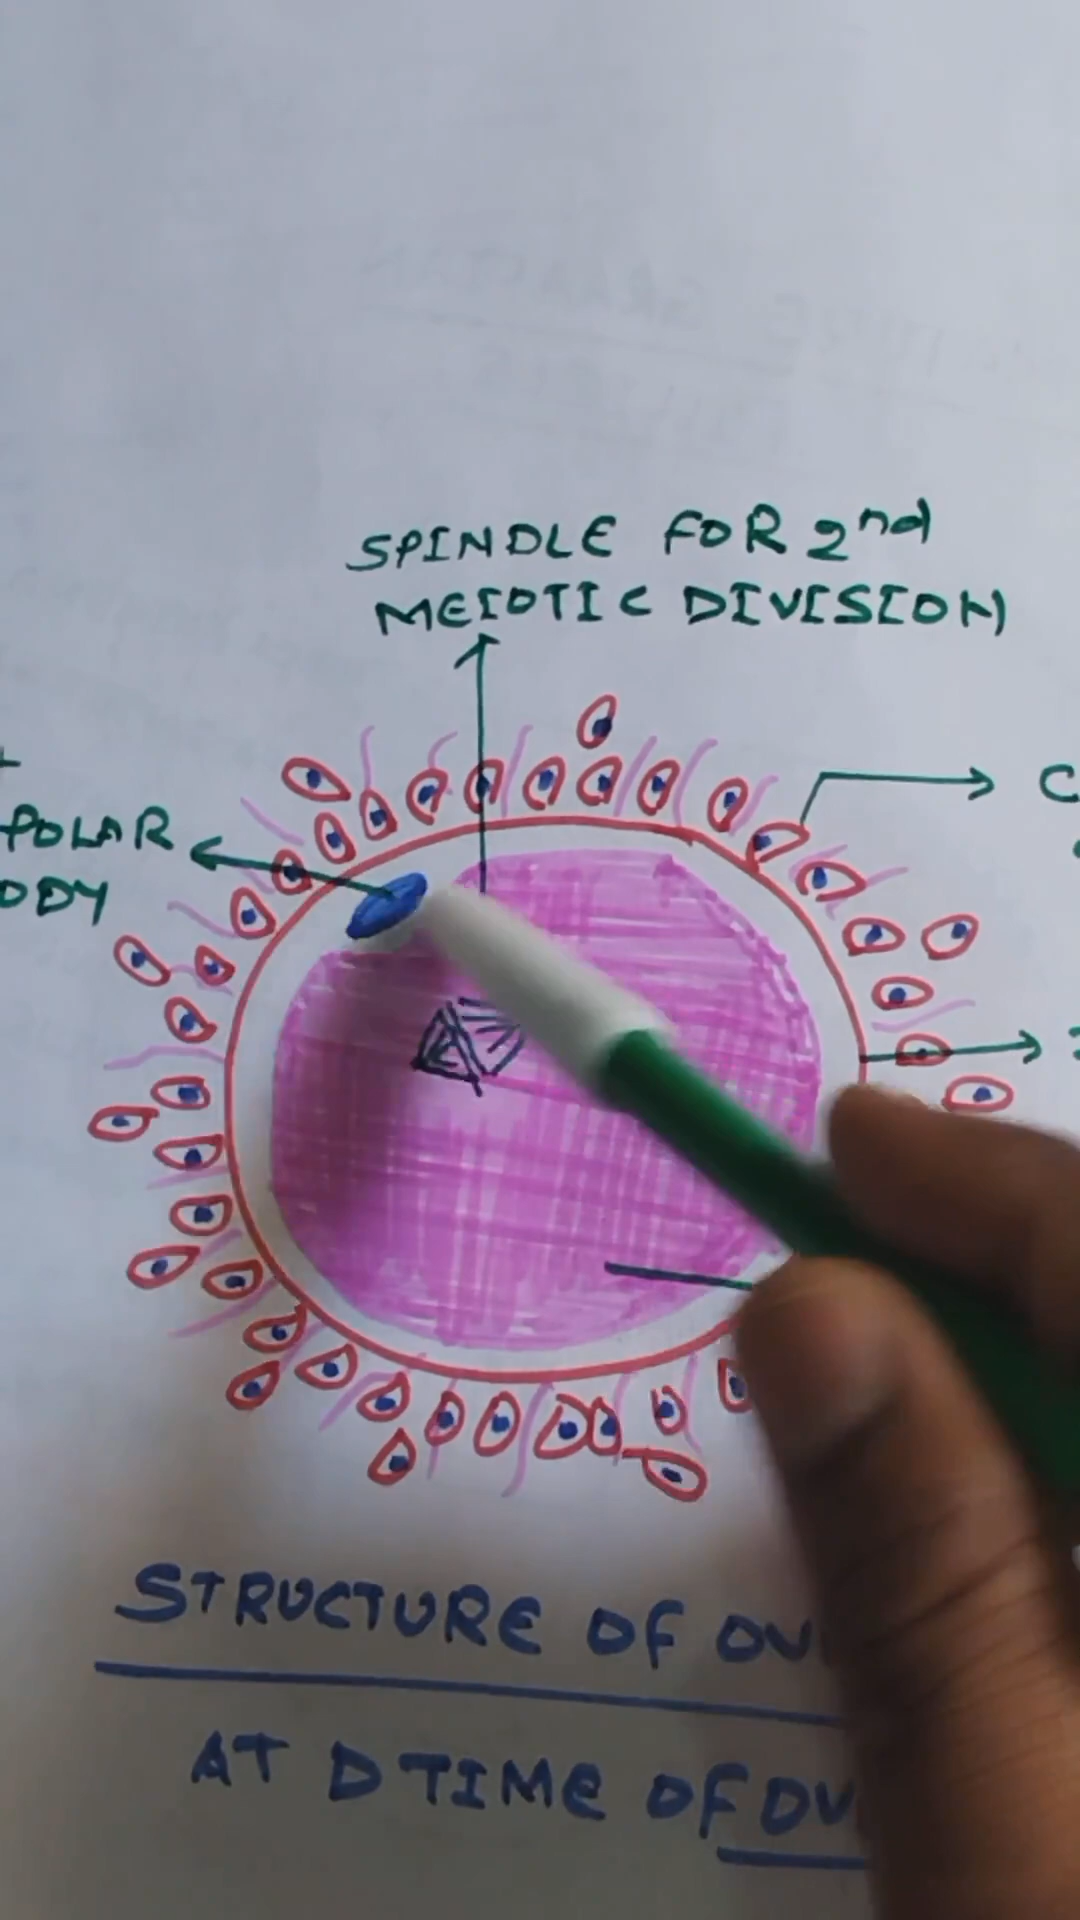 SPINDLE FOR 2nd
MEIOTIC DIVISION
POLAR
ODY
C
STRUCTURE OF OV
AT D TIME OF OV